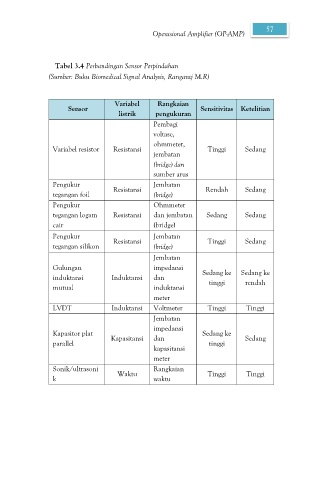 Operasional Amplifier (OP-AMP)
57
Tabel 3.4 Perbandingan Sensor Perpindahan
(Sumber: Buku Biomedical Signal Analysis, Rangaraj M.R)
Sensor
Variabel
listrik
Rangkaian
pengukuran
Sensitivitas
Ketelitian
Variabel resistor
Resistansi
Pembagi
voltase,
ohmmeter,
jembatan
(bridge) dan
sumber arus
Tinggi
Sedang
Pengukur
tegangan foil
Resistansi
Jembatan
(bridge)
Rendah
Sedang
Pengukur
tegangan logam
cair
Resistansi
Ohmmeter
dan jembatan
(bridge)
Sedang
Sedang
Pengukur
tegangan silikon
Resistansi
Jembatan
(bridge)
Tinggi
Sedang
Gulungan
induktansi
mutual
Induktansi
Jembatan
impedansi
dan
induktansi
meter
Sedang ke
tinggi
Sedang ke
rendah
LVDT
Induktansi
Voltmeter
Tinggi
Tinggi
Kapasitor plat
parallel
Kapasitansi
Jembatan
impedansi
dan
kapasitansi
meter
Sedang ke
tinggi
Sedang
Sonik/ultrasoni
k
Waktu
Rangkaian
waktu
Tinggi
Tinggi